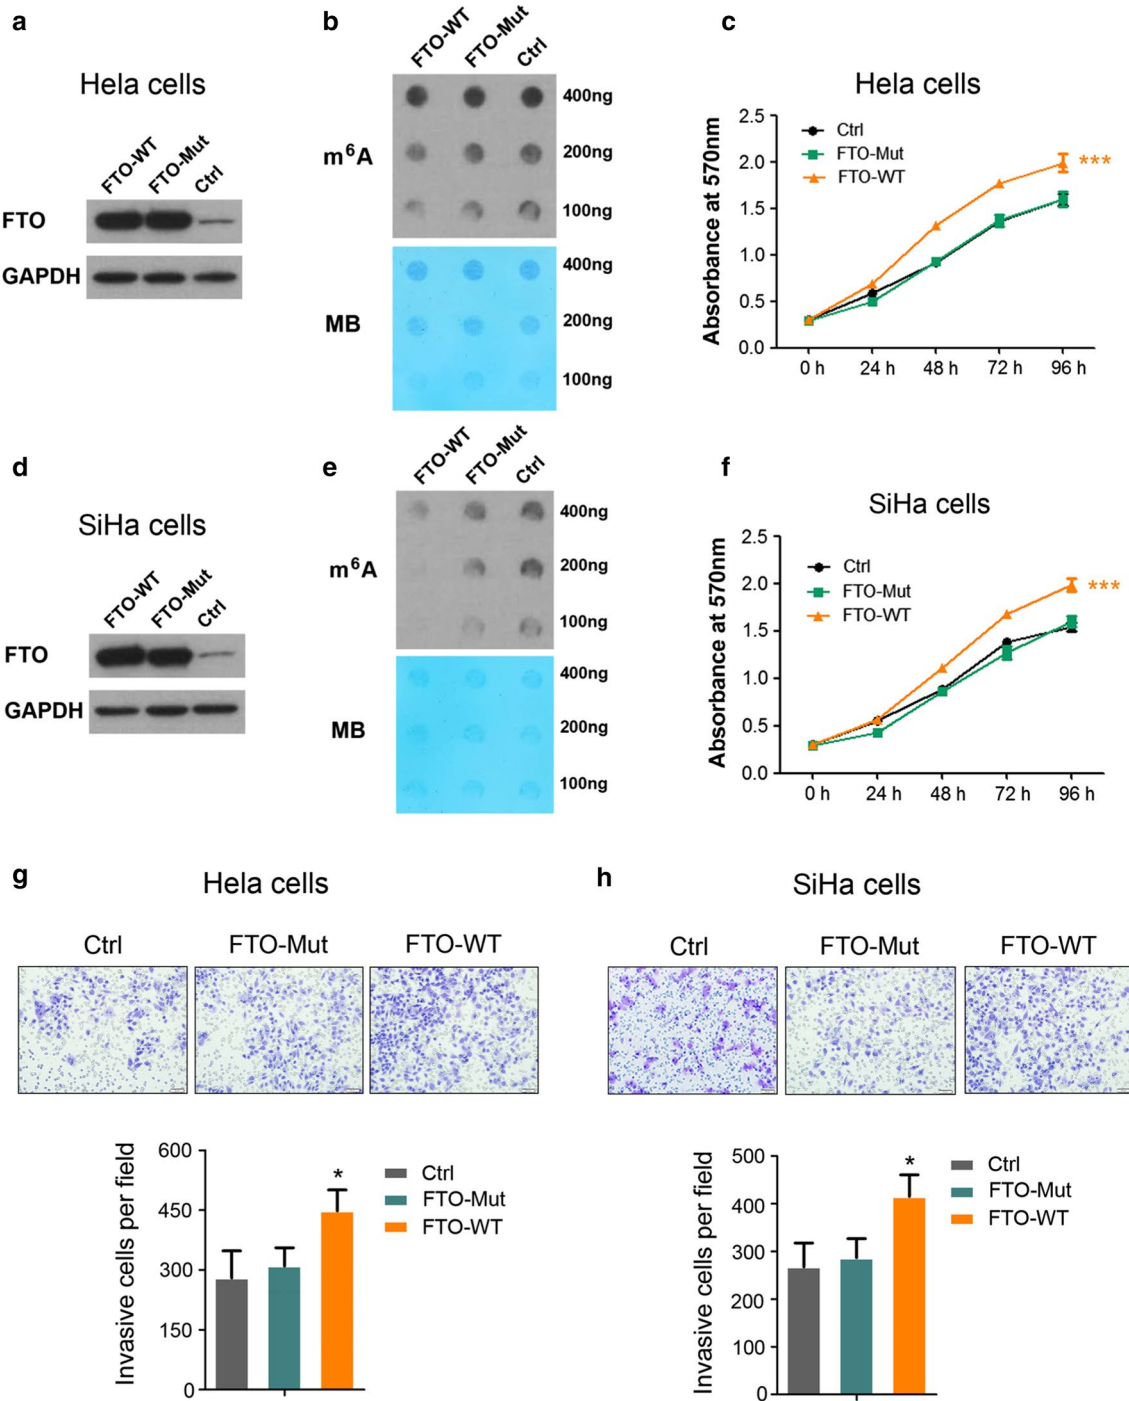 a
Hela cells
FTO-WT
FTO-Mut
Ctrl
FTO
GAPDH
b
FTO-WT
FTO-Mut
Ctrl
m⁶A
400ng
200ng
100ng
MB
400ng
200ng
100ng
c
Hela cells
Absorbance at 570nm
2.5
2.0
1.5
1.0
0.5
0.0
Ctrl
FTO-Mut
FTO-WT
***
0 h 24 h 48 h 72 h 96 h
d
SiHa cells
FTO-WT
FTO-Mut
Ctrl
FTO
GAPDH
e
FTO-WT
FTO-Mut
Ctrl
m⁶A
400ng
200ng
100ng
MB
400ng
200ng
100ng
f
SiHa cells
Absorbance at 570nm
2.5
2.0
1.5
1.0
0.5
0.0
Ctrl
FTO-Mut
FTO-WT
***
0 h 24 h 48 h 72 h 96 h
g
Hela cells
Ctrl FTO-Mut FTO-WT
Invasive cells per field
600
450
300
150
0
*
Ctrl
FTO-Mut
FTO-WT
h
SiHa cells
Ctrl FTO-Mut FTO-WT
Invasive cells per field
500
400
300
200
100
0
*
Ctrl
FTO-Mut
FTO-WT